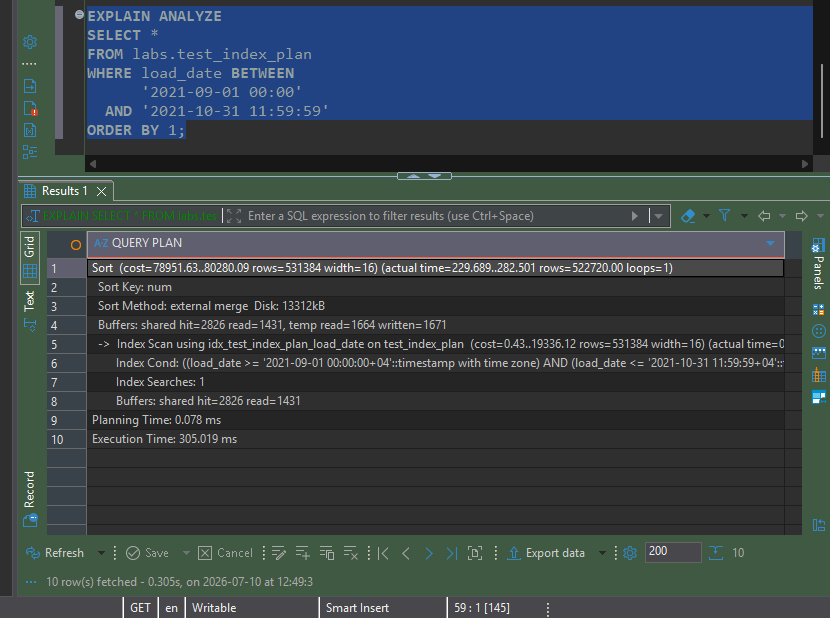 EXPLAIN ANALYZE
SELECT *
FROM labs.test_index_plan
WHERE load_date BETWEEN
'2021-09-01 00:00'
AND '2021-10-31 11:59:59'
ORDER BY 1;
Results 1
EXPLAIN SELECT * FROM labs.tes
Enter a SQL expression to filter results (use Ctrl+Space)
Grid
A-Z QUERY PLAN
1 Sort (cost=78951.63..80280.09 rows=531384 width=16) (actual time=229.689..282.501 rows=522720.00 loops=1)
2 Sort Key: num
3 Sort Method: external merge Disk: 13312kB
4 Buffers: shared hit=2826 read=1431, temp read=1664 written=1671
5 -> Index Scan using idx_test_index_plan_load_date on test_index_plan (cost=0.43..19336.12 rows=531384 width=16) (actual time=0
6 Index Cond: ((load_date >= '2021-09-01 00:00:00+04'::timestamp with time zone) AND (load_date <= '2021-10-31 11:59:59+04'::
7 Index Searches: 1
8 Buffers: shared hit=2826 read=1431
9 Planning Time: 0.078 ms
10 Execution Time: 305.019 ms
Text
Record
Panels
Refresh Save Cancel Export data 200 10
10 row(s) fetched - 0.305s, on 2026-07-10 at 12:49:3
GET en Writable Smart Insert 59 : 1 [145]